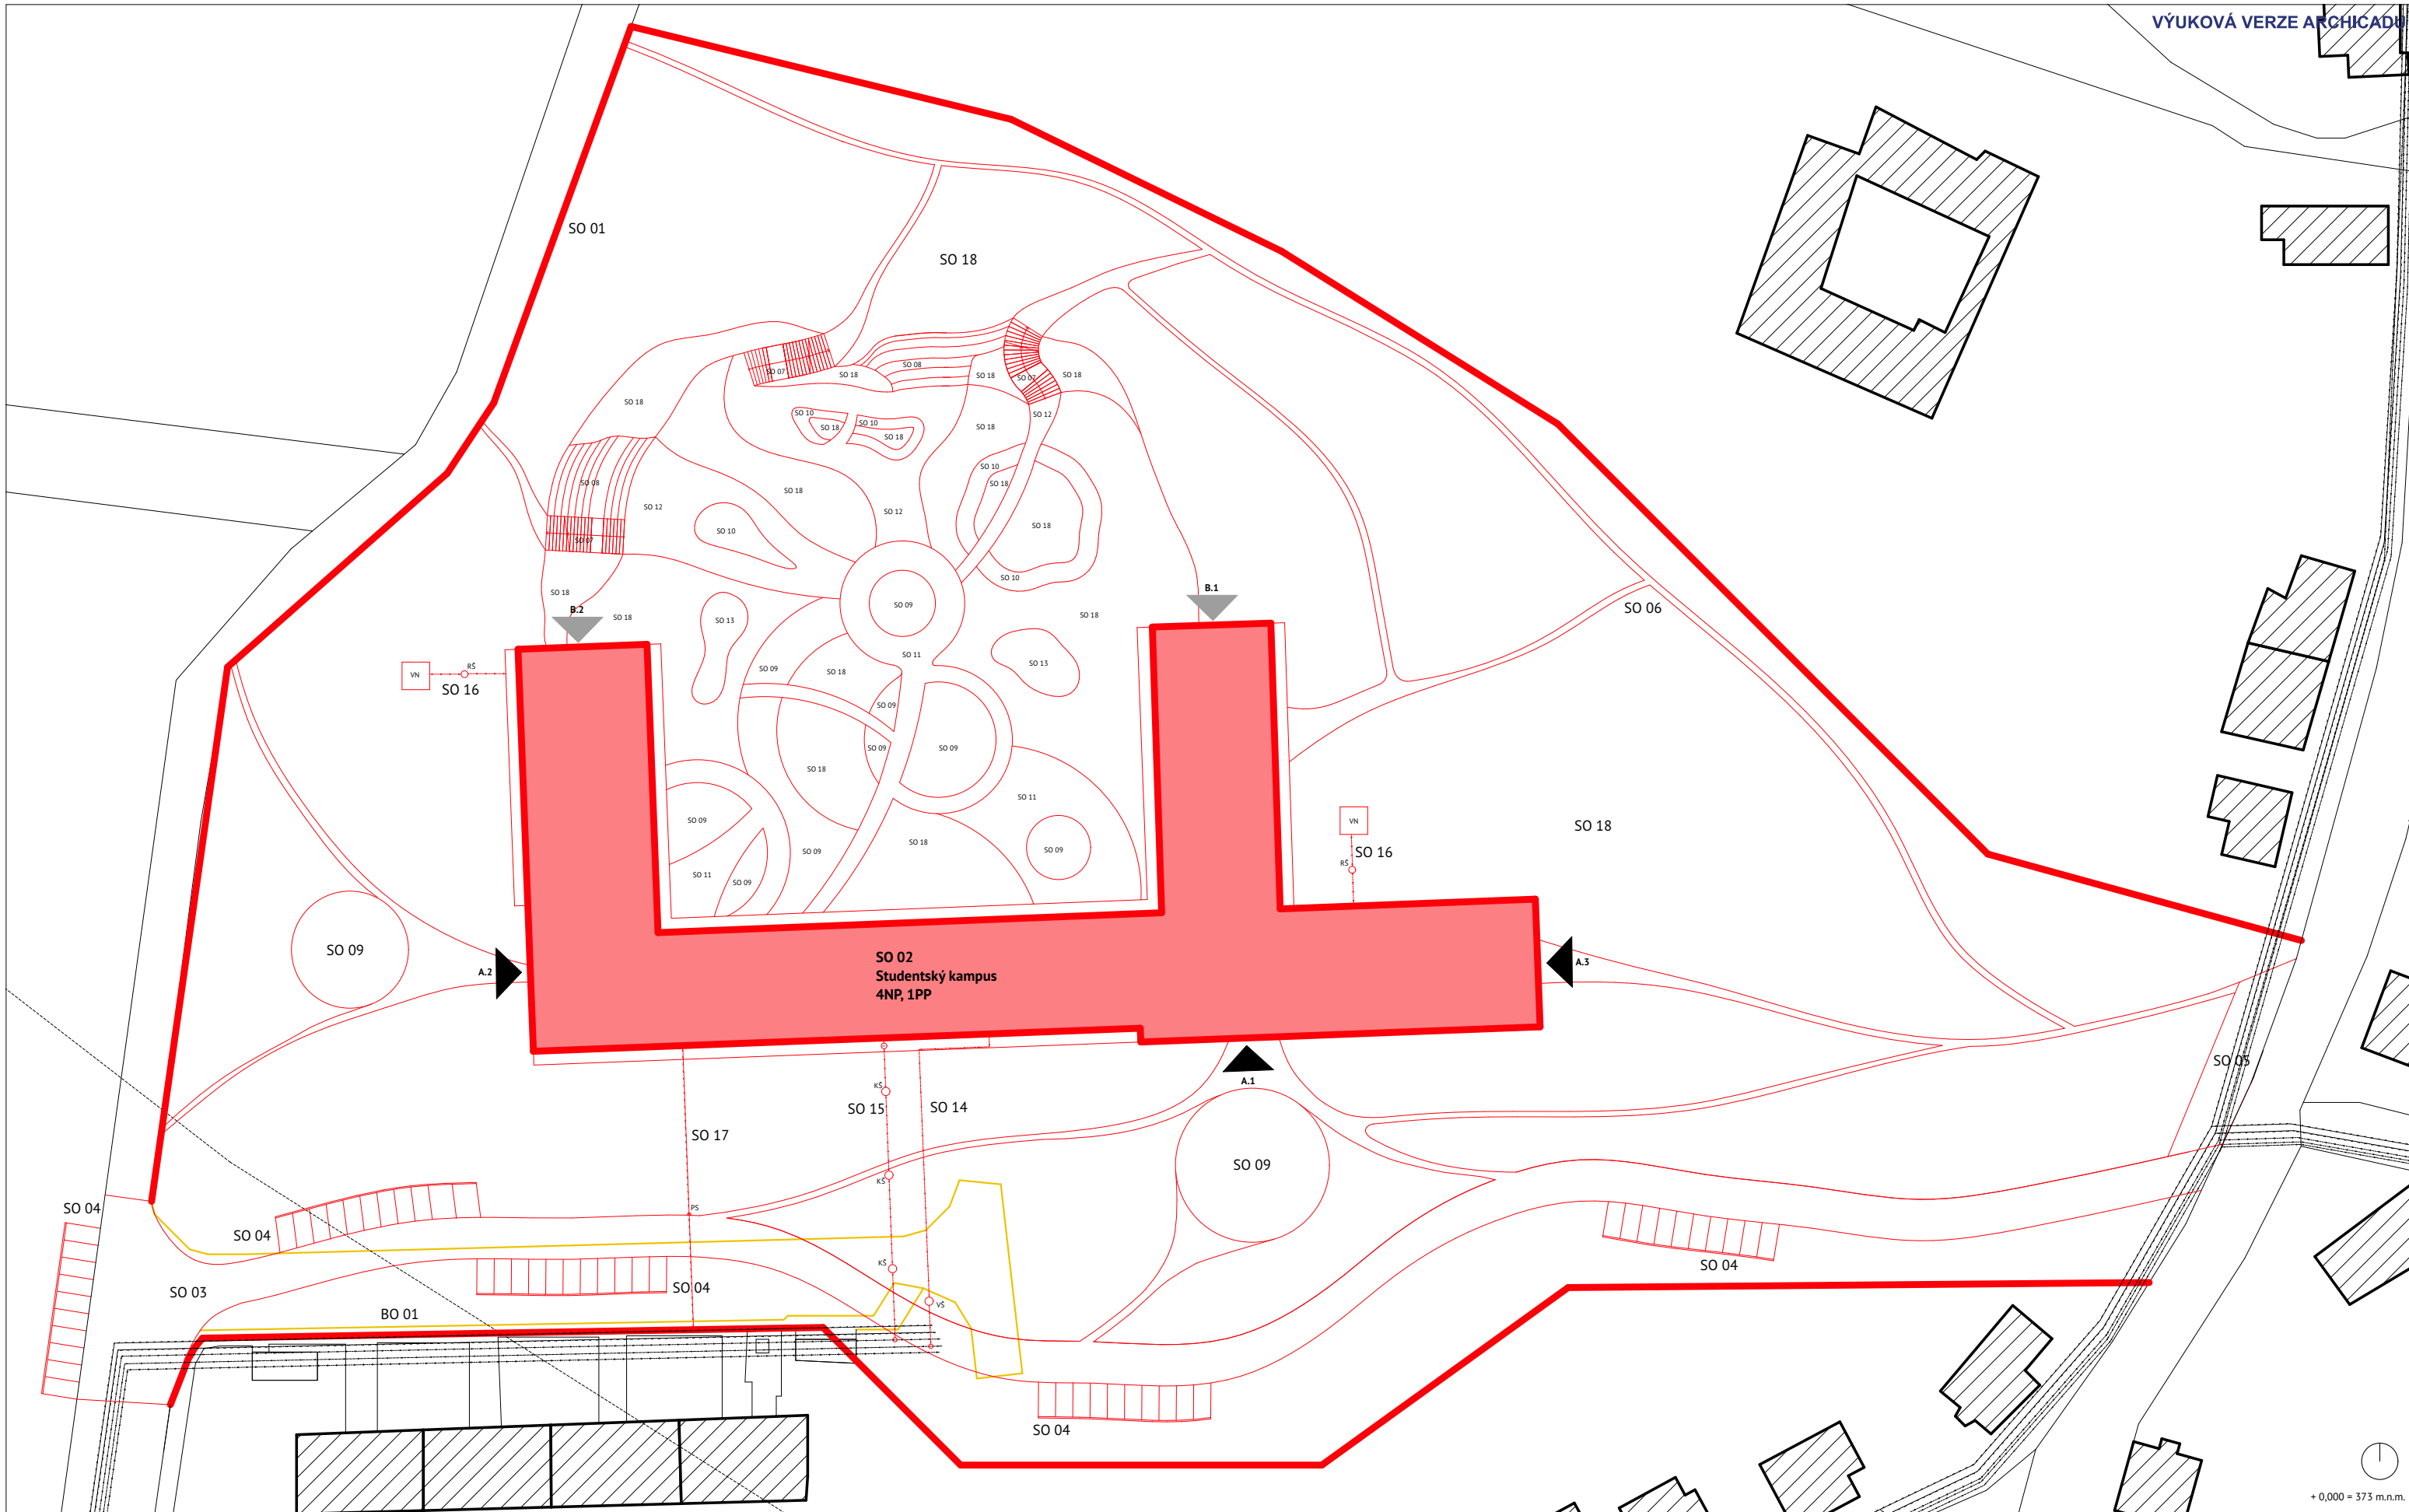 VÝUKOVÁ VERZE ARCHICADU
SO 01
SO 18
SO 07
SO 18
SO 08
SO 18
SO 07
SO 18
SO 18
SO 10
SO 18
SO 10
SO 18
SO 12
SO 18
SO 10
SO 18
SO 08
SO 18
SO 12
SO 12
SO 10
SO 18
SO 07
SO 10
SO 18
B.2
SO 18
SO 09
SO 13
B.1
SO 18
SO 06
RŠ
VN
SO 16
SO 09
SO 18
SO 11
SO 13
SO 09
SO 09
SO 09
SO 18
SO 11
SO 09
VN
SO 18
SO 09
SO 18
SO 09
RŠ
SO 16
SO 11
SO 09
SO 09
A.2
SO 02
Studentský kampus
4NP, 1PP
A.3
SO 05
A.1
KŠ
SO 15
SO 14
SO 17
SO 09
KŠ
SO 04
PS
SO 04
KŠ
SO 04
SO 03
SO 04
VŠ
BO 01
SO 04
+ 0,000 = 373 m.n.m.